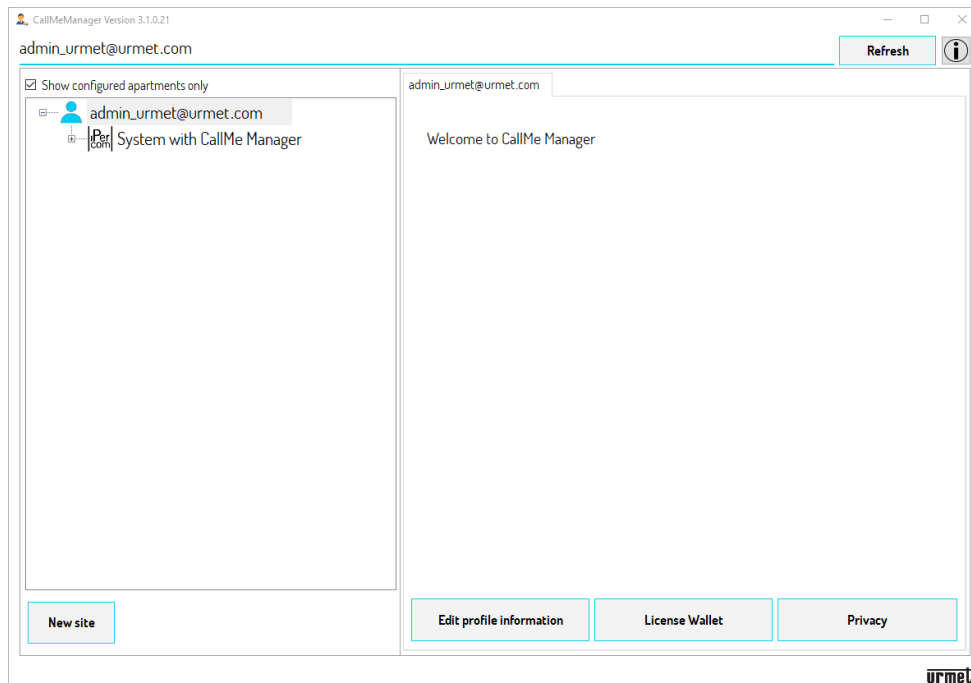 CallMeManager Version 3.1.0.21
admin_urmet@urmet.com
Refresh
Show configured apartments only
admin_urmet@urmet.com
iPer
com
System with CallMe Manager
admin_urmet@urmet.com
Welcome to CallMe Manager
New site
Edit profile information
License Wallet
Privacy
urmet